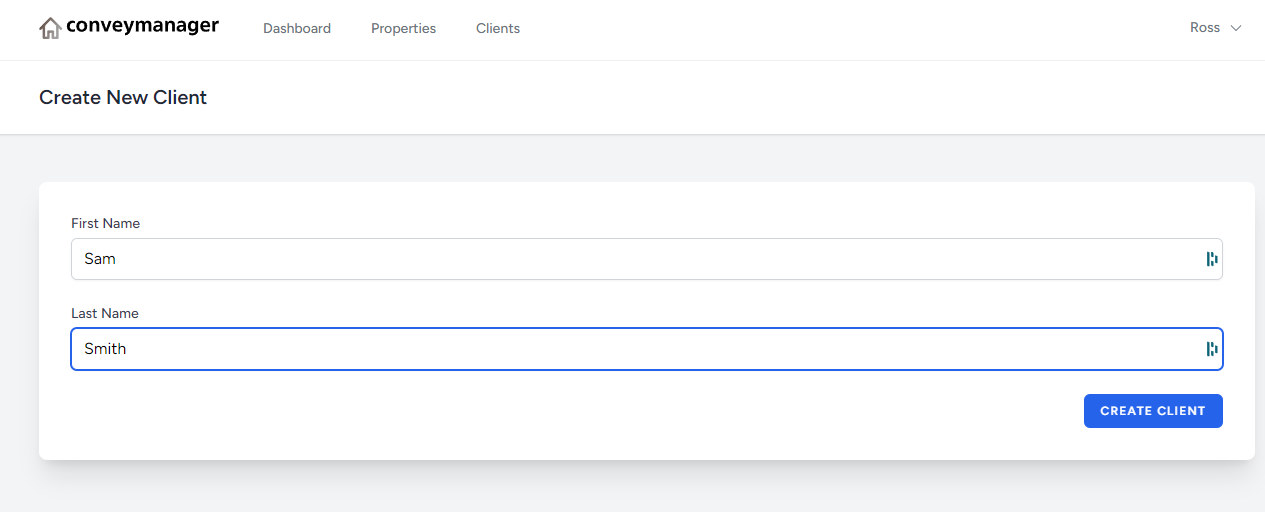 conveymanager Dashboard Properties Clients Ross
Create New Client
First Name
Sam
Last Name
Smith
CREATE CLIENT